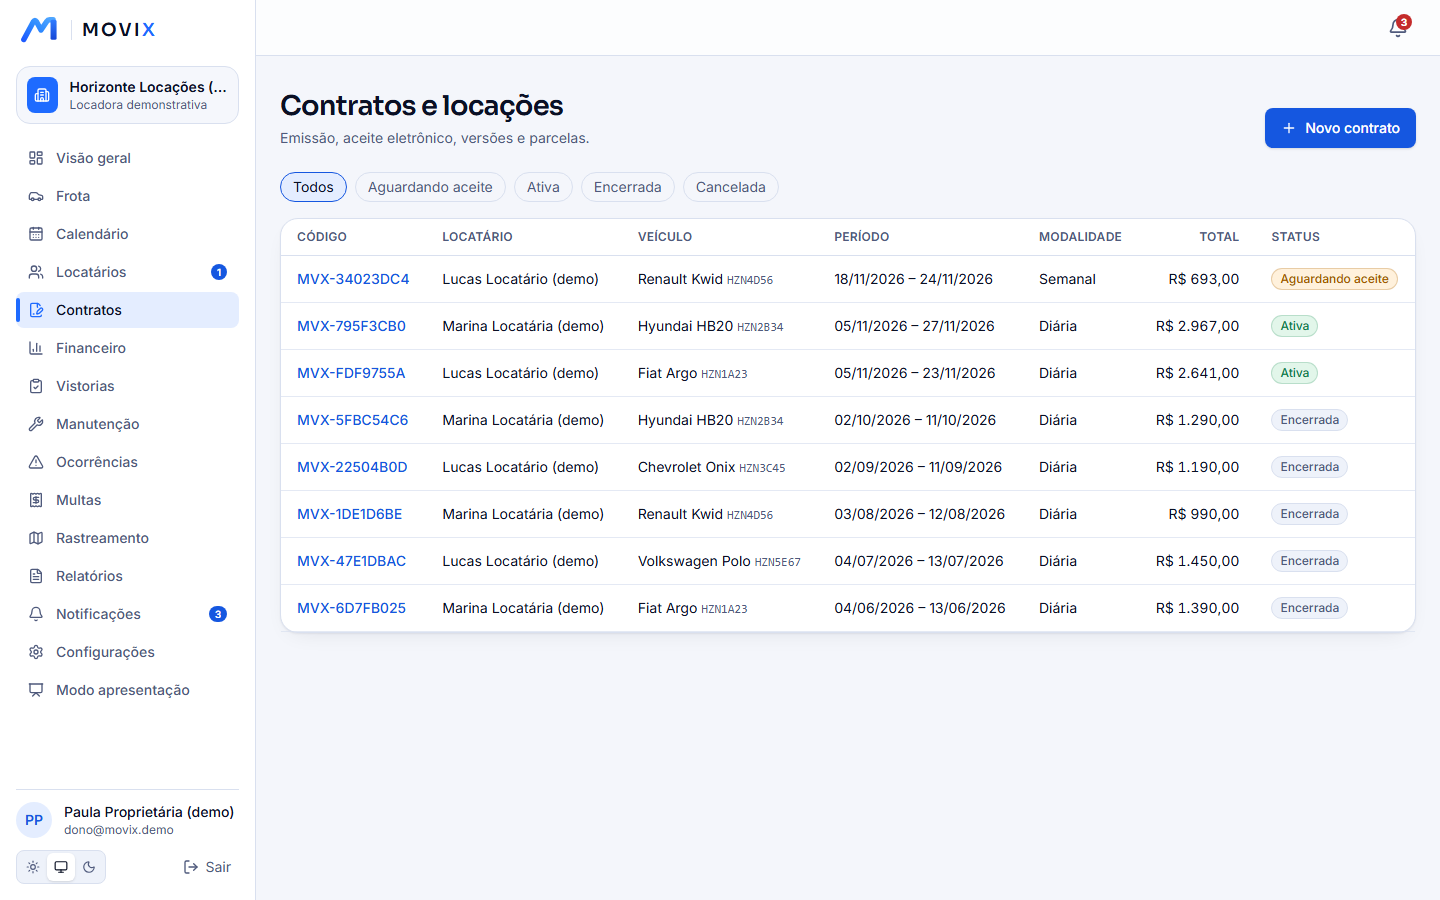 MOVIX
3
Horizonte Locações (...
Locadora demonstrativa
Visão geral
Frota
Calendário
Locatários 1
Contratos
Financeiro
Vistorias
Manutenção
Ocorrências
Multas
Rastreamento
Relatórios
Notificações 3
Configurações
Modo apresentação
PP
Paula Proprietária (demo)
dono@movix.demo
Sair
Contratos e locações
Emissão, aceite eletrônico, versões e parcelas.
+ Novo contrato
Todos Aguardando aceite Ativa Encerrada Cancelada
CÓDIGO LOCATÁRIO VEÍCULO PERÍODO MODALIDADE TOTAL STATUS
MVX-34023DC4 Lucas Locatário (demo) Renault Kwid HZN4D56 18/11/2026 – 24/11/2026 Semanal R$ 693,00 Aguardando aceite
MVX-795F3CB0 Marina Locatária (demo) Hyundai HB20 HZN2B34 05/11/2026 – 27/11/2026 Diária R$ 2.967,00 Ativa
MVX-FDF9755A Lucas Locatário (demo) Fiat Argo HZN1A23 05/11/2026 – 23/11/2026 Diária R$ 2.641,00 Ativa
MVX-5FBC54C6 Marina Locatária (demo) Hyundai HB20 HZN2B34 02/10/2026 – 11/10/2026 Diária R$ 1.290,00 Encerrada
MVX-22504B0D Lucas Locatário (demo) Chevrolet Onix HZN3C45 02/09/2026 – 11/09/2026 Diária R$ 1.190,00 Encerrada
MVX-1DE1D6BE Marina Locatária (demo) Renault Kwid HZN4D56 03/08/2026 – 12/08/2026 Diária R$ 990,00 Encerrada
MVX-47E1DBAC Lucas Locatário (demo) Volkswagen Polo HZN5E67 04/07/2026 – 13/07/2026 Diária R$ 1.450,00 Encerrada
MVX-6D7FB025 Marina Locatária (demo) Fiat Argo HZN1A23 04/06/2026 – 13/06/2026 Diária R$ 1.390,00 Encerrada